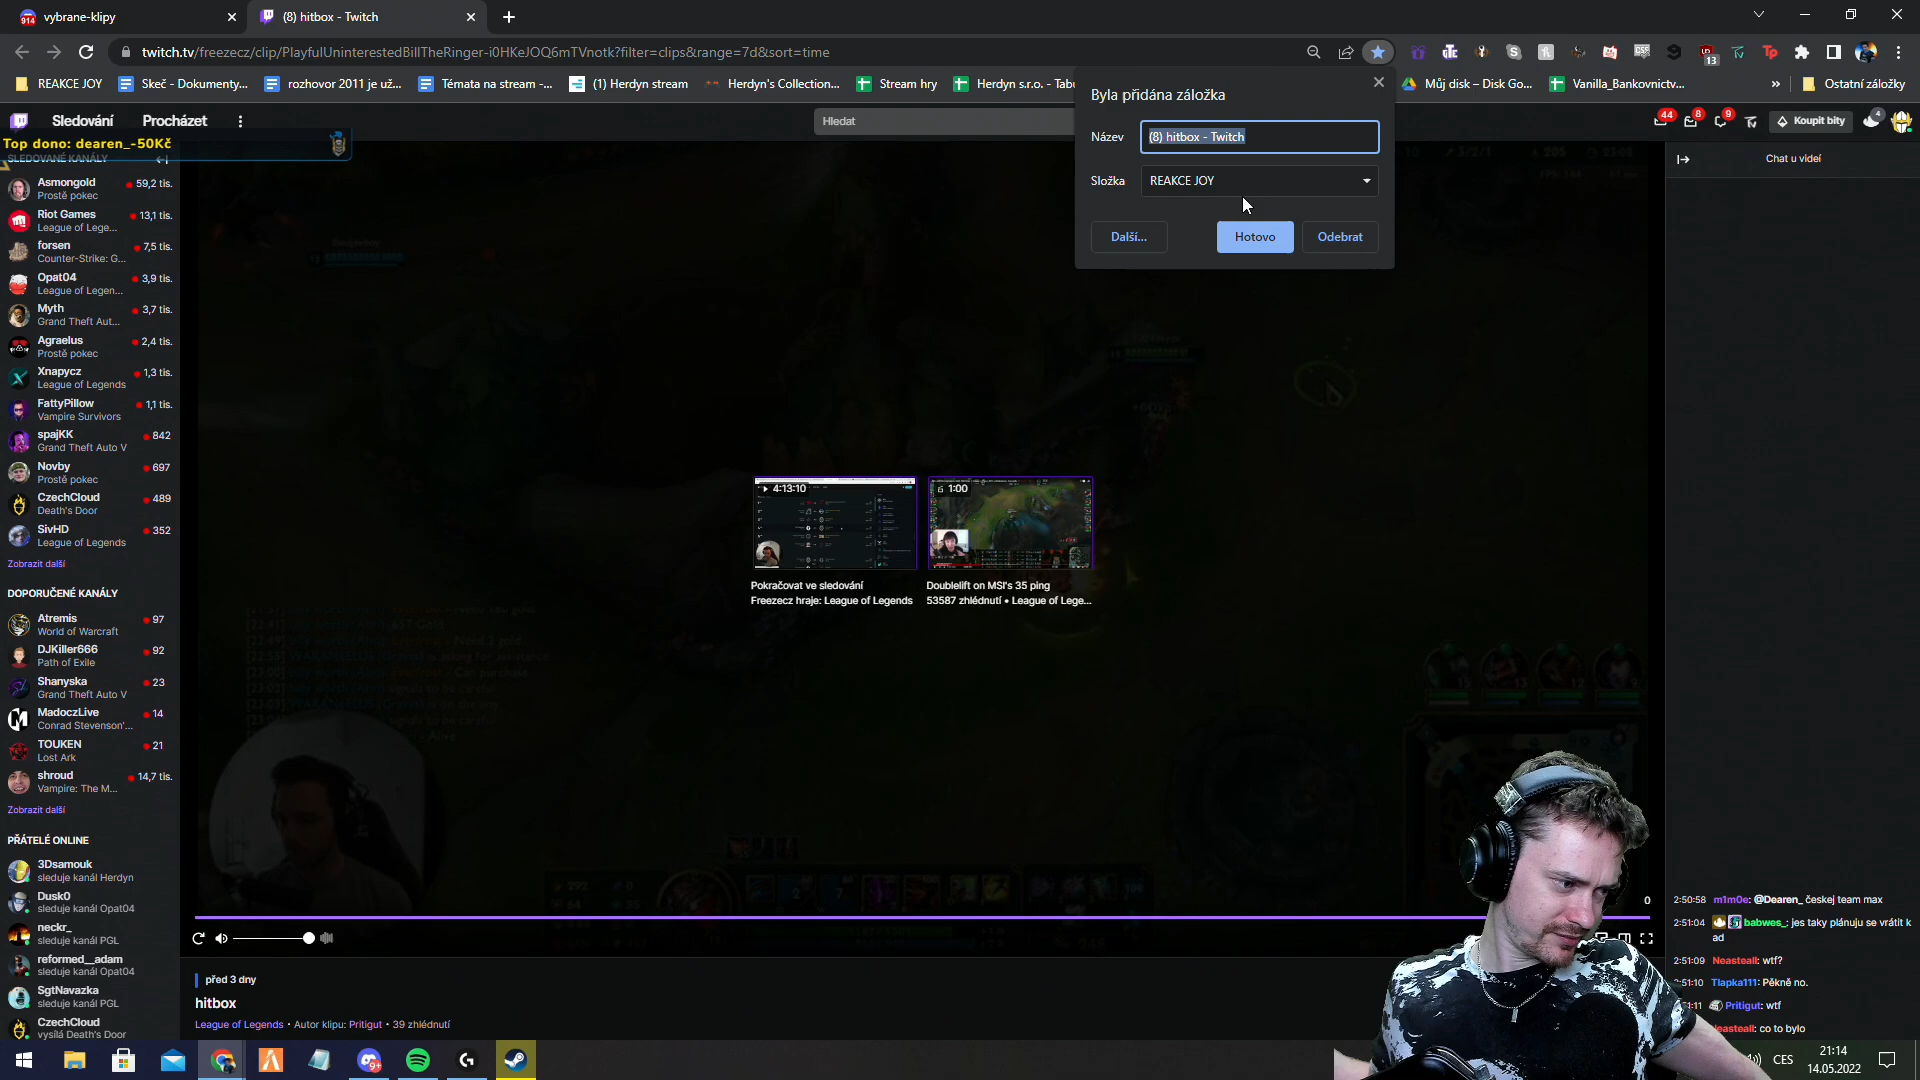 vybrane-klipy
(8) hitbox - Twitch
twitch.tv/freezecz/clip/PlayfulUninterestedBillTheRinger-i0HKeJOQ6mTVnotk?filter=clips&range=7d&sort=time
13
REAKCE JOY
Skeč - Dokumenty...
rozhovor 2011 je už...
Témata na stream -...
(1) Herdyn stream
Herdyn's Collection...
Stream hry
Herdyn s.r.o. - Tabu
Můj disk – Disk Go...
Vanilla_Bankovnictv...
Ostatní záložky
Byla přidána záložka
Název
(8) hitbox - Twitch
Složka
REAKCE JOY
Další...
Hotovo
Odebrat
Sledování
Procházet
Hledat
44
8
9
Koupit bity
4
Top dono: dearen_-50Kč
SLEDOVANÉ KANÁLY
Chat u videí
Asmongold
59,2 tis.
Prostě pokec
Riot Games
13,1 tis.
League of Lege...
forsen
7,5 tis.
Counter-Strike: G...
Opat04
3,9 tis.
League of Legen...
Myth
3,7 tis.
Grand Theft Aut...
Agraelus
2,4 tis.
Prostě pokec
Xnapycz
1,3 tis.
League of Legends
FattyPillow
1,1 tis.
Vampire Survivors
spajKK
842
Grand Theft Auto V
Novby
697
Prostě pokec
CzechCloud
489
Death's Door
SivHD
352
League of Legends
Zobrazit další
DOPORUČENÉ KANÁLY
Atremis
97
World of Warcraft
DJKiller666
92
Path of Exile
Shanyska
23
Grand Theft Auto V
MadoczLive
14
Conrad Stevenson'...
TOUKEN
21
Lost Ark
shroud
14,7 tis.
Vampire: The M...
Zobrazit další
PŘÁTELÉ ONLINE
3Dsamouk
sleduje kanál Herdyn
Dusk0
sleduje kanál Opat04
neckr_
sleduje kanál PGL
reformed__adam
sleduje kanál Opat04
SgtNavazka
sleduje kanál PGL
CzechCloud
vysílá Death's Door
4:13:10
1:00
Pokračovat ve sledování
Freezecz hraje: League of Legends
Doublelift on MSI's 35 ping
53587 zhlédnutí • League of Lege...
0
před 3 dny
hitbox
League of Legends • Autor klipu: Pritigut • 39 zhlédnutí
2:50:58 m1m0e: @Dearen_ českej team max
2:51:04 babwes_: jes taky plánuju se vrátit k
ad
2:51:09 Neasteall: wtf?
2:51:10 Tlapka111: Pěkně no.
Pritigut: wtf
easteall: co to bylo
CES
21:14
14.05.2022